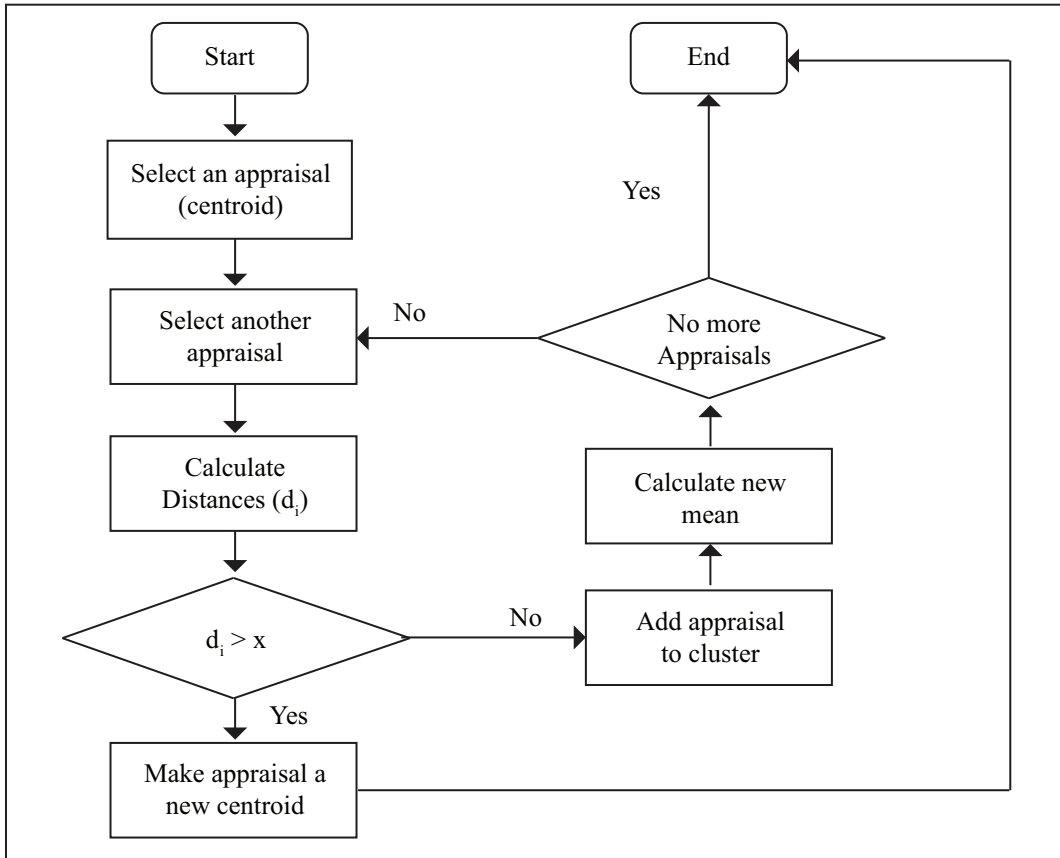 Start
Select an appraisal
(centroid)
Select another
appraisal
Calculate
Distances (dᵢ)
dᵢ > x
Yes
Make appraisal a
new centroid
No
Add appraisal
to cluster
Calculate new
mean
No more
Appraisals
No
Yes
End